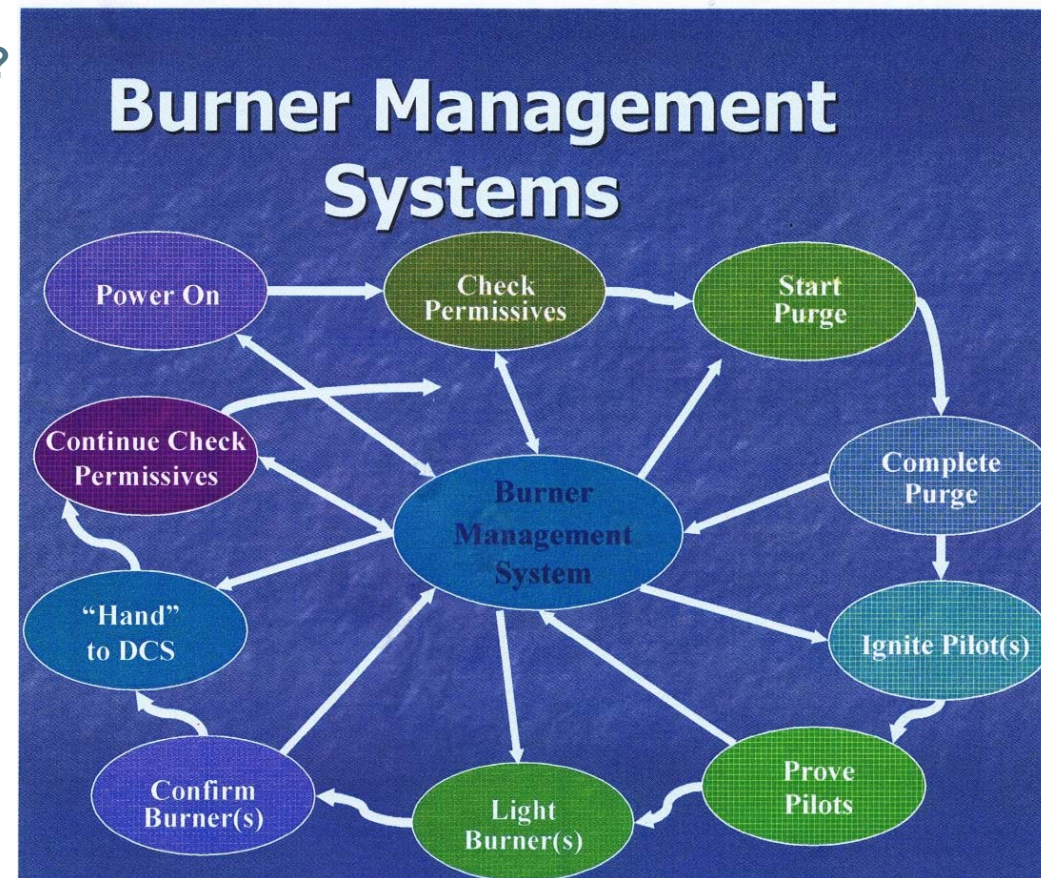 ?
Burner Management
Systems
Power On
Check
Permissives
Start
Purge
Continue Check
Permissives
Complete
Purge
Burner
Management
System
“Hand”
to DCS
Ignite Pilot(s)
Confirm
Burner(s)
Light
Burner(s)
Prove
Pilots